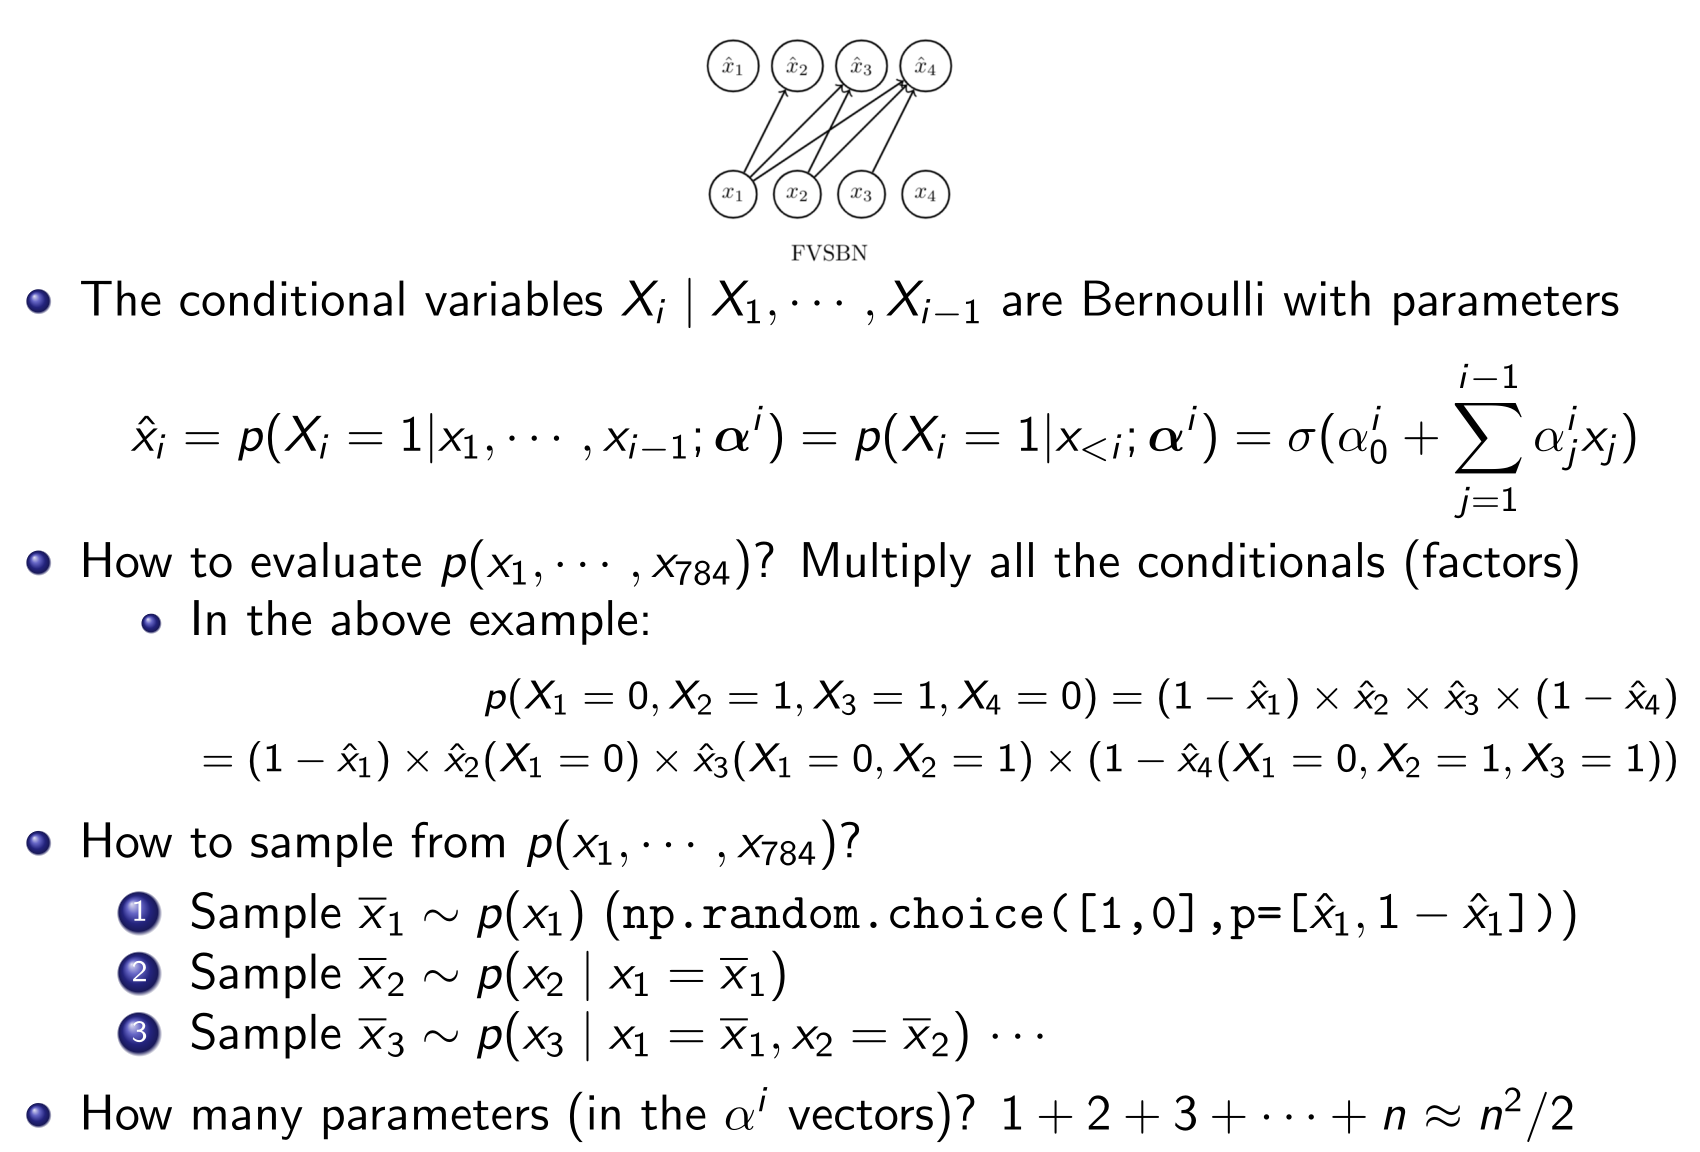 x̂₁ x̂₂ x̂₃ x̂₄
x₁ x₂ x₃ x₄
FVSBN
The conditional variables Xᵢ | X₁, ⋯ , Xᵢ₋₁ are Bernoulli with parameters
x̂ᵢ = p(Xᵢ = 1|x₁, ⋯ , xᵢ₋₁; 𝜶ⁱ) = p(Xᵢ = 1|x_{<i}; 𝜶ⁱ) = σ(α₀ⁱ + ∑_{j=1}^{i−1} αⱼⁱxⱼ)
How to evaluate p(x₁, ⋯ , x₇₈₄)? Multiply all the conditionals (factors)
In the above example:
p(X₁ = 0, X₂ = 1, X₃ = 1, X₄ = 0) = (1 − x̂₁) × x̂₂ × x̂₃ × (1 − x̂₄)
= (1 − x̂₁) × x̂₂(X₁ = 0) × x̂₃(X₁ = 0, X₂ = 1) × (1 − x̂₄(X₁ = 0, X₂ = 1, X₃ = 1))
How to sample from p(x₁, ⋯ , x₇₈₄)?
1 Sample x̅₁ ∼ p(x₁) (np.random.choice([1,0],p=[x̂₁, 1 − x̂₁]))
2 Sample x̅₂ ∼ p(x₂ | x₁ = x̅₁)
3 Sample x̅₃ ∼ p(x₃ | x₁ = x̅₁, x₂ = x̅₂) ⋯
How many parameters (in the αⁱ vectors)? 1 + 2 + 3 + ⋯ + n ≈ n²/2